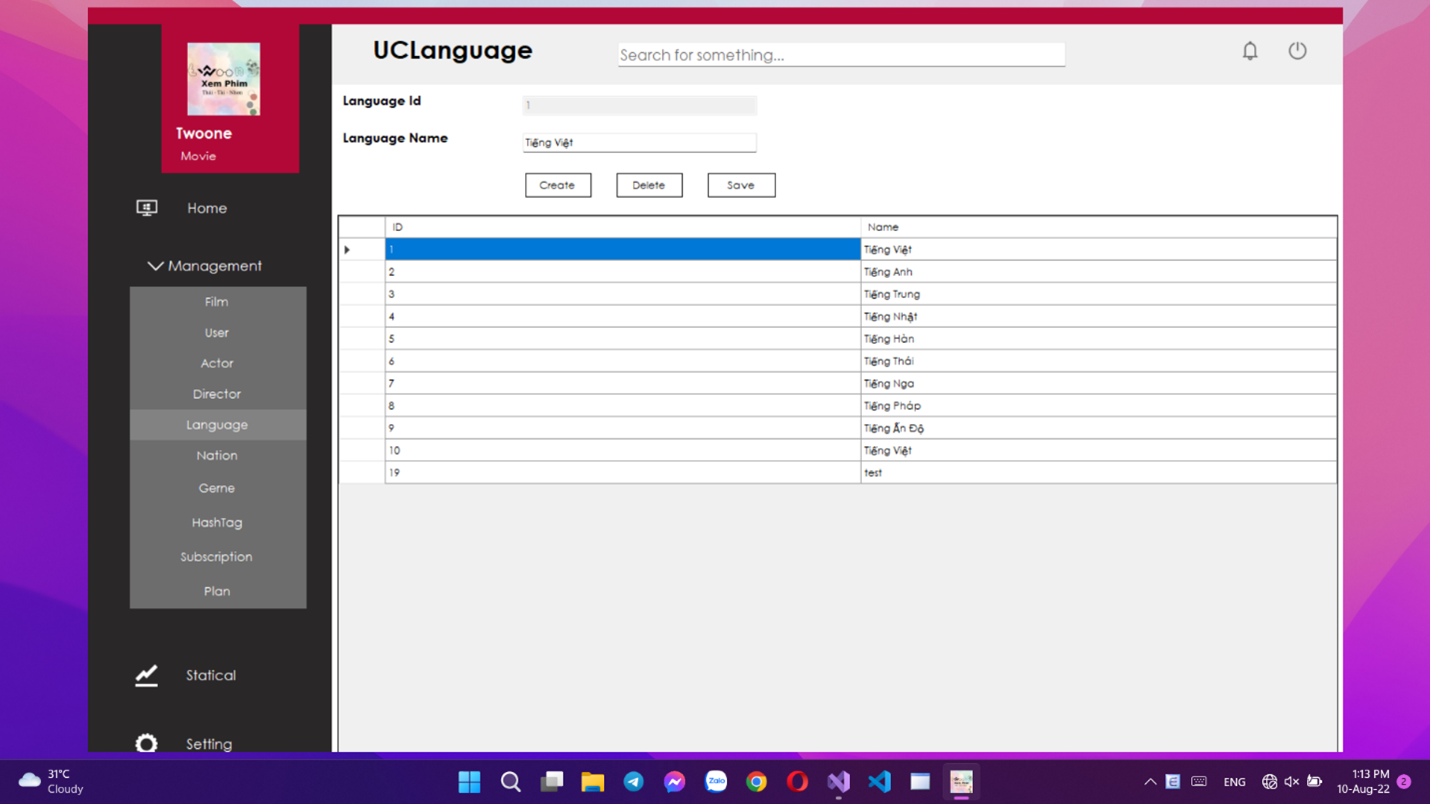 Xem Phim
Twoone
Movie
Home
Management
Film
User
Actor
Director
Language
Nation
Gerne
HashTag
Subscription
Plan
Statical
Setting
UCLanguage
Search for something...
Language Id
1
Language Name
Tiếng Việt
Create Delete Save
ID Name
1 Tiếng Việt
2 Tiếng Anh
3 Tiếng Trung
4 Tiếng Nhật
5 Tiếng Hàn
6 Tiếng Thái
7 Tiếng Nga
8 Tiếng Pháp
9 Tiếng Ấn Độ
10 Tiếng Việt
19 test
31°C
Cloudy
Zalo
ENG
1:13 PM
10-Aug-22
2